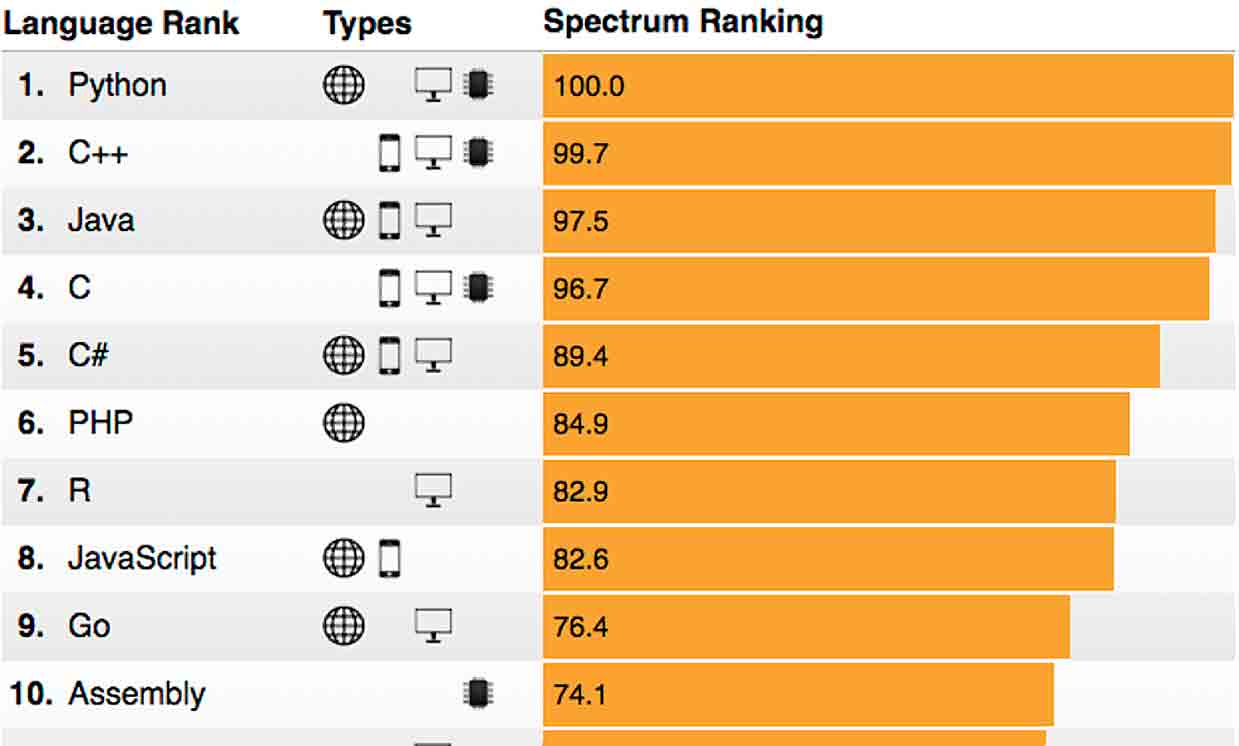 Language Rank Types Spectrum Ranking
1. Python 100.0
2. C++ 99.7
3. Java 97.5
4. C 96.7
5. C# 89.4
6. PHP 84.9
7. R 82.9
8. JavaScript 82.6
9. Go 76.4
10. Assembly 74.1